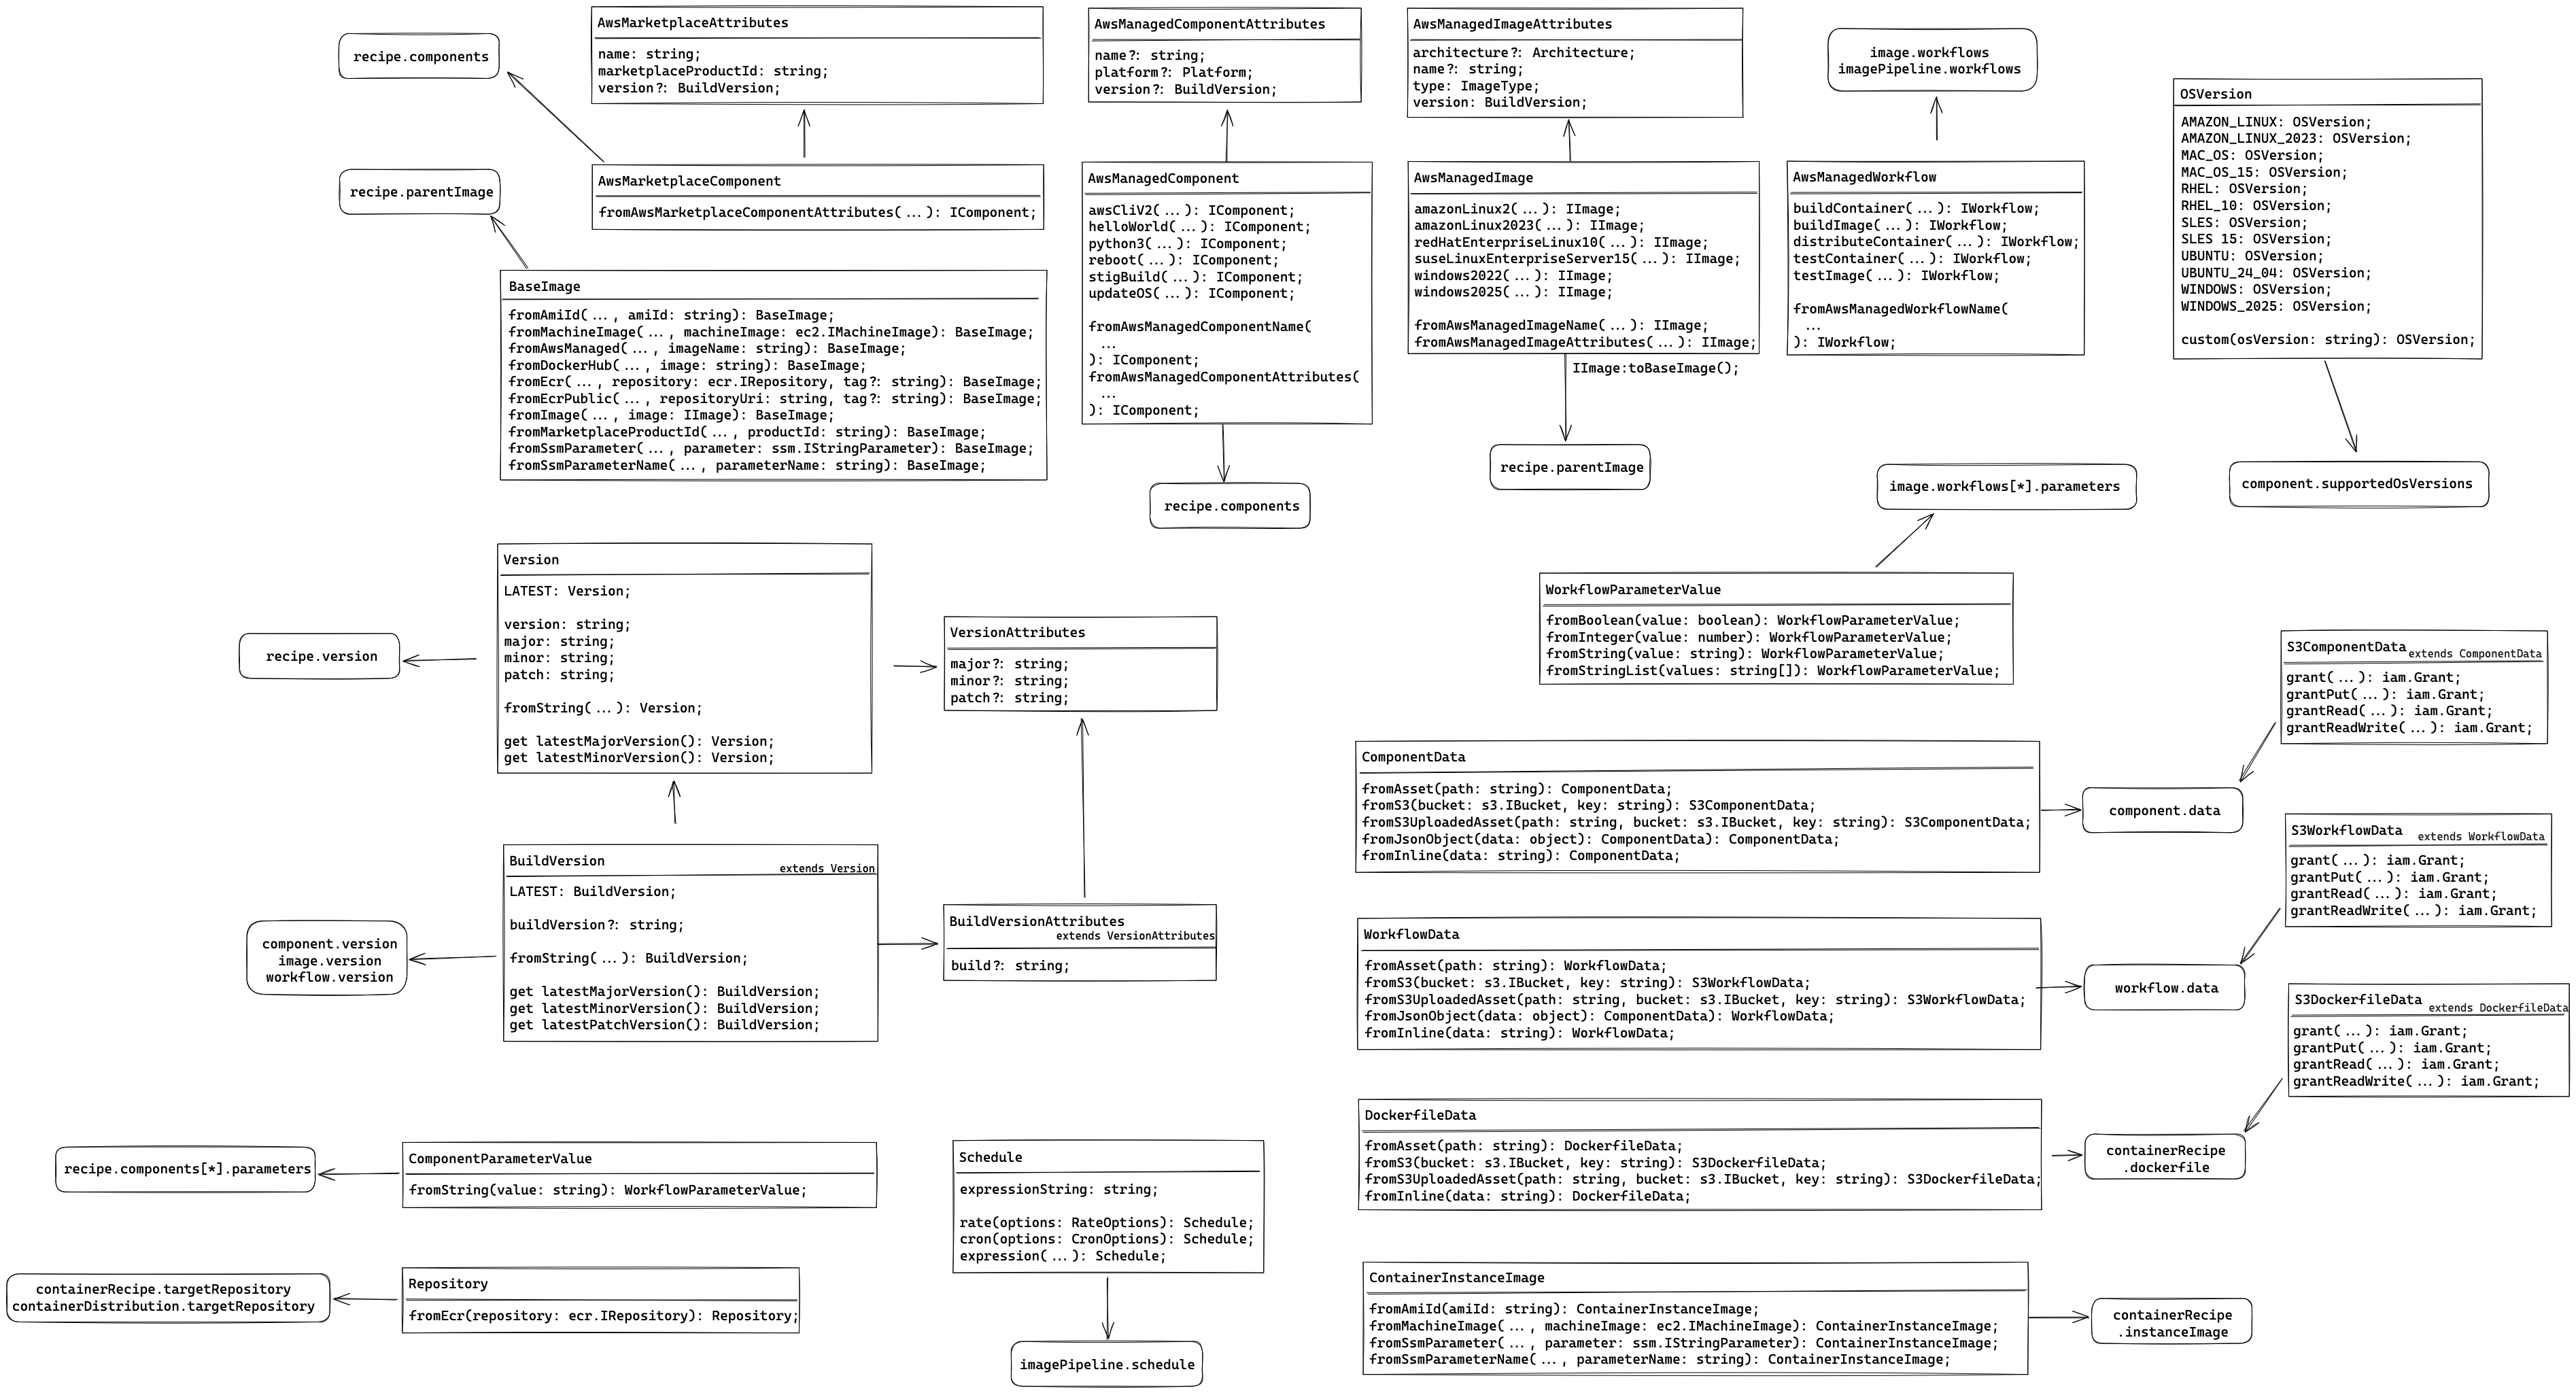 recipe.components
AwsMarketplaceAttributes
name: string;
marketplaceProductId: string;
version?: BuildVersion;
AwsManagedComponentAttributes
name?: string;
platform?: Platform;
version?: BuildVersion;
AwsManagedImageAttributes
architecture?: Architecture;
name?: string;
type: ImageType;
version: BuildVersion;
image.workflows
imagePipeline.workflows
OSVersion
AMAZON_LINUX: OSVersion;
AMAZON_LINUX_2023: OSVersion;
MAC_OS: OSVersion;
MAC_OS_15: OSVersion;
RHEL: OSVersion;
RHEL_10: OSVersion;
SLES: OSVersion;
SLES 15: OSVersion;
UBUNTU: OSVersion;
UBUNTU_24_04: OSVersion;
WINDOWS: OSVersion;
WINDOWS_2025: OSVersion;
custom(osVersion: string): OSVersion;
recipe.parentImage
AwsMarketplaceComponent
fromAwsMarketplaceComponentAttributes(...): IComponent;
AwsManagedComponent
awsCliV2(...): IComponent;
helloWorld(...): IComponent;
python3(...): IComponent;
reboot(...): IComponent;
stigBuild(...): IComponent;
updateOS(...): IComponent;
fromAwsManagedComponentName(
...
): IComponent;
fromAwsManagedComponentAttributes(
...
): IComponent;
AwsManagedImage
amazonLinux2(...): IImage;
amazonLinux2023(...): IImage;
redHatEnterpriseLinux10(...): IImage;
suseLinuxEnterpriseServer15(...): IImage;
windows2022(...): IImage;
windows2025(...): IImage;
fromAwsManagedImageName(...): IImage;
fromAwsManagedImageAttributes(...): IImage;
IImage:toBaseImage();
AwsManagedWorkflow
buildContainer(...): IWorkflow;
buildImage(...): IWorkflow;
distributeContainer(...): IWorkflow;
testContainer(...): IWorkflow;
testImage(...): IWorkflow;
fromAwsManagedWorkflowName(
...
): IWorkflow;
BaseImage
fromAmiId(..., amiId: string): BaseImage;
fromMachineImage(..., machineImage: ec2.IMachineImage): BaseImage;
fromAwsManaged(..., imageName: string): BaseImage;
fromDockerHub(..., image: string): BaseImage;
fromEcr(..., repository: ecr.IRepository, tag?: string): BaseImage;
fromEcrPublic(..., repositoryUri: string, tag?: string): BaseImage;
fromImage(..., image: IImage): BaseImage;
fromMarketplaceProductId(..., productId: string): BaseImage;
fromSsmParameter(..., parameter: ssm.IStringParameter): BaseImage;
fromSsmParameterName(..., parameterName: string): BaseImage;
recipe.components
recipe.parentImage
image.workflows[*].parameters
component.supportedOsVersions
Version
LATEST: Version;
version: string;
major: string;
minor: string;
patch: string;
fromString(...): Version;
get latestMajorVersion(): Version;
get latestMinorVersion(): Version;
recipe.version
VersionAttributes
major?: string;
minor?: string;
patch?: string;
WorkflowParameterValue
fromBoolean(value: boolean): WorkflowParameterValue;
fromInteger(value: number): WorkflowParameterValue;
fromString(value: string): WorkflowParameterValue;
fromStringList(values: string[]): WorkflowParameterValue;
S3ComponentData
extends ComponentData
grant(...): iam.Grant;
grantPut(...): iam.Grant;
grantRead(...): iam.Grant;
grantReadWrite(...): iam.Grant;
ComponentData
fromAsset(path: string): ComponentData;
fromS3(bucket: s3.IBucket, key: string): S3ComponentData;
fromS3UploadedAsset(path: string, bucket: s3.IBucket, key: string): S3ComponentData;
fromJsonObject(data: object): ComponentData): ComponentData;
fromInline(data: string): ComponentData;
component.data
BuildVersion
extends Version
LATEST: BuildVersion;
buildVersion?: string;
fromString(...): BuildVersion;
get latestMajorVersion(): BuildVersion;
get latestMinorVersion(): BuildVersion;
get latestPatchVersion(): BuildVersion;
component.version
image.version
workflow.version
BuildVersionAttributes
extends VersionAttributes
build?: string;
S3WorkflowData
extends WorkflowData
grant(...): iam.Grant;
grantPut(...): iam.Grant;
grantRead(...): iam.Grant;
grantReadWrite(...): iam.Grant;
WorkflowData
fromAsset(path: string): WorkflowData;
fromS3(bucket: s3.IBucket, key: string): S3WorkflowData;
fromS3UploadedAsset(path: string, bucket: s3.IBucket, key: string): S3WorkflowData;
fromJsonObject(data: object): ComponentData): WorkflowData;
fromInline(data: string): WorkflowData;
workflow.data
S3DockerfileData
extends DockerfileData
grant(...): iam.Grant;
grantPut(...): iam.Grant;
grantRead(...): iam.Grant;
grantReadWrite(...): iam.Grant;
DockerfileData
fromAsset(path: string): DockerfileData;
fromS3(bucket: s3.IBucket, key: string): S3DockerfileData;
fromS3UploadedAsset(path: string, bucket: s3.IBucket, key: string): S3DockerfileData;
fromInline(data: string): DockerfileData;
containerRecipe
.dockerfile
recipe.components[*].parameters
ComponentParameterValue
fromString(value: string): WorkflowParameterValue;
Schedule
expressionString: string;
rate(options: RateOptions): Schedule;
cron(options: CronOptions): Schedule;
expression(...): Schedule;
containerRecipe.targetRepository
containerDistribution.targetRepository
Repository
fromEcr(repository: ecr.IRepository): Repository;
imagePipeline.schedule
ContainerInstanceImage
fromAmiId(amiId: string): ContainerInstanceImage;
fromMachineImage(..., machineImage: ec2.IMachineImage): ContainerInstanceImage;
fromSsmParameter(..., parameter: ssm.IStringParameter): ContainerInstanceImage;
fromSsmParameterName(..., parameterName: string): ContainerInstanceImage;
containerRecipe
.instanceImage